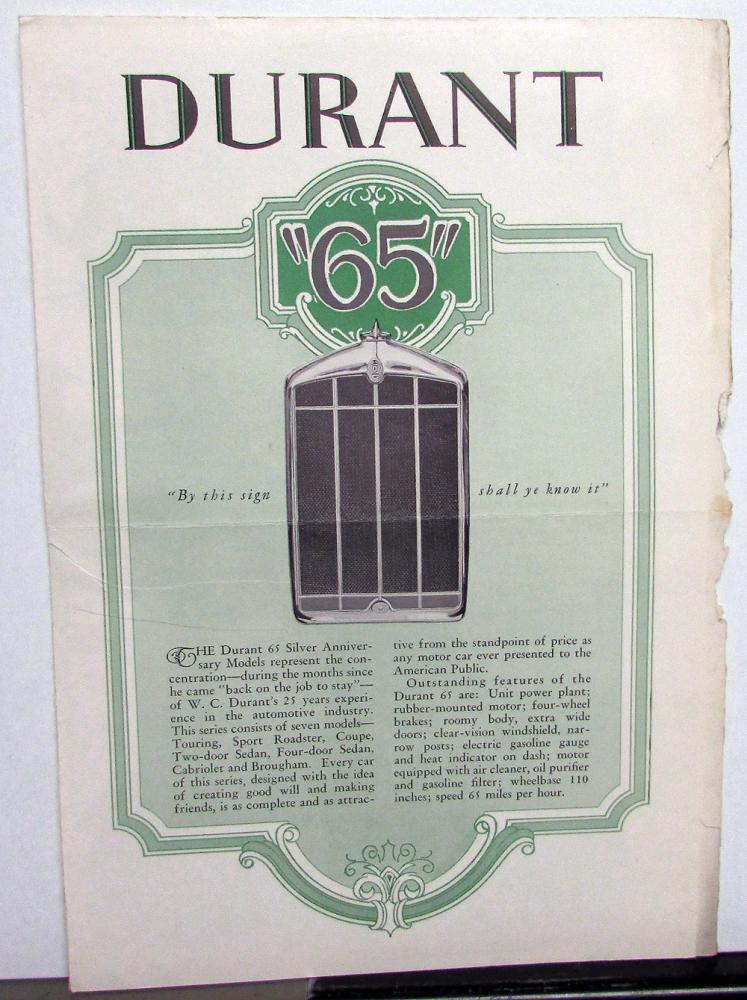 DURANT
"65"
"By this sign shall ye know it"
THE Durant 65 Silver Anniver-
sary Models represent the con-
centration—during the months since
he came "back on the job to stay"—
of W. C. Durant's 25 years experi-
ence in the automotive industry.
This series consists of seven models—
Touring, Sport Roadster, Coupe,
Two-door Sedan, Four-door Sedan,
Cabriolet and Brougham. Every car
of this series, designed with the idea
of creating good will and making
friends, is as complete and as attrac-
tive from the standpoint of price as
any motor car ever presented to the
American Public.
Outstanding features of the
Durant 65 are: Unit power plant;
rubber-mounted motor; four-wheel
brakes; roomy body, extra wide
doors; clear-vision windshield, nar-
row posts; electric gasoline gauge
and heat indicator on dash; motor
equipped with air cleaner, oil purifier
and gasoline filter; wheelbase 110
inches; speed 65 miles per hour.